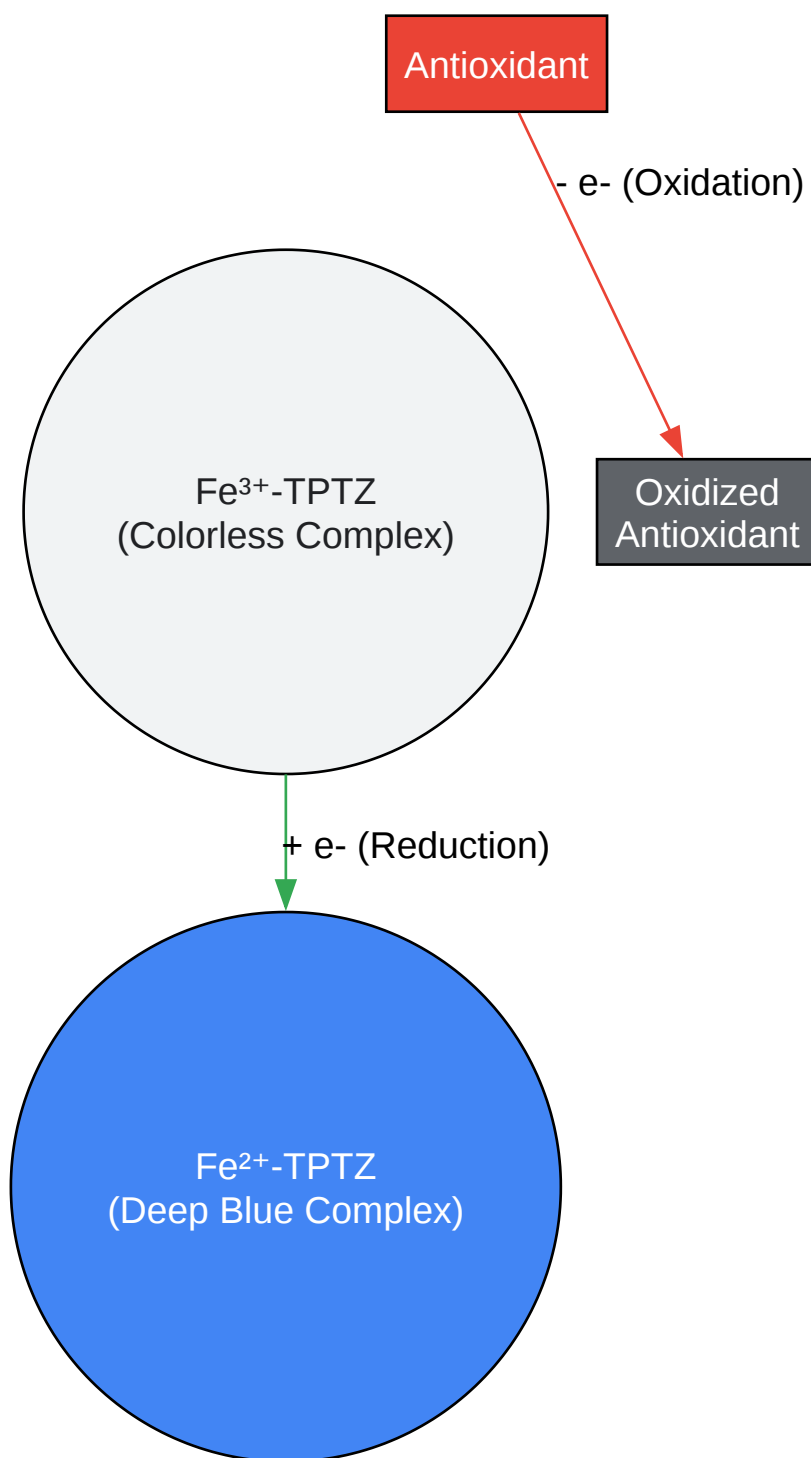 Antioxidant
- e- (Oxidation)
Fe³⁺-TPTZ
(Colorless Complex)
Oxidized
Antioxidant
+ e- (Reduction)
Fe²⁺-TPTZ
(Deep Blue Complex)